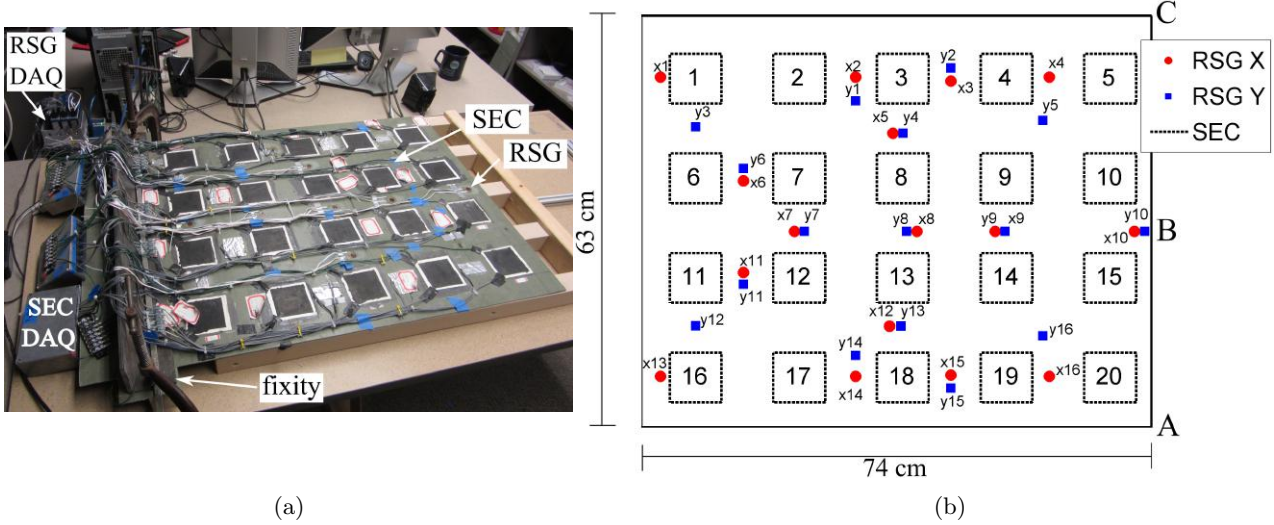 RSG
DAQ
SEC
RSG
SEC
DAQ
fixity
(a)
C
x1 1 2 x2 y1 3 y2 x3 4 x4 5
RSG X
RSG Y
SEC
y3 x5 y4 y5
6 y6 x6 7 8 9 10
x7 y7 y8 x8 y9 x9 y10 x10 B
63 cm
11 x11 y11 12 13 14 15
y12 x12 y13 y16
x13 16 17 y14 x14 18 x15 y15 19 x16 20
A
74 cm
(b)